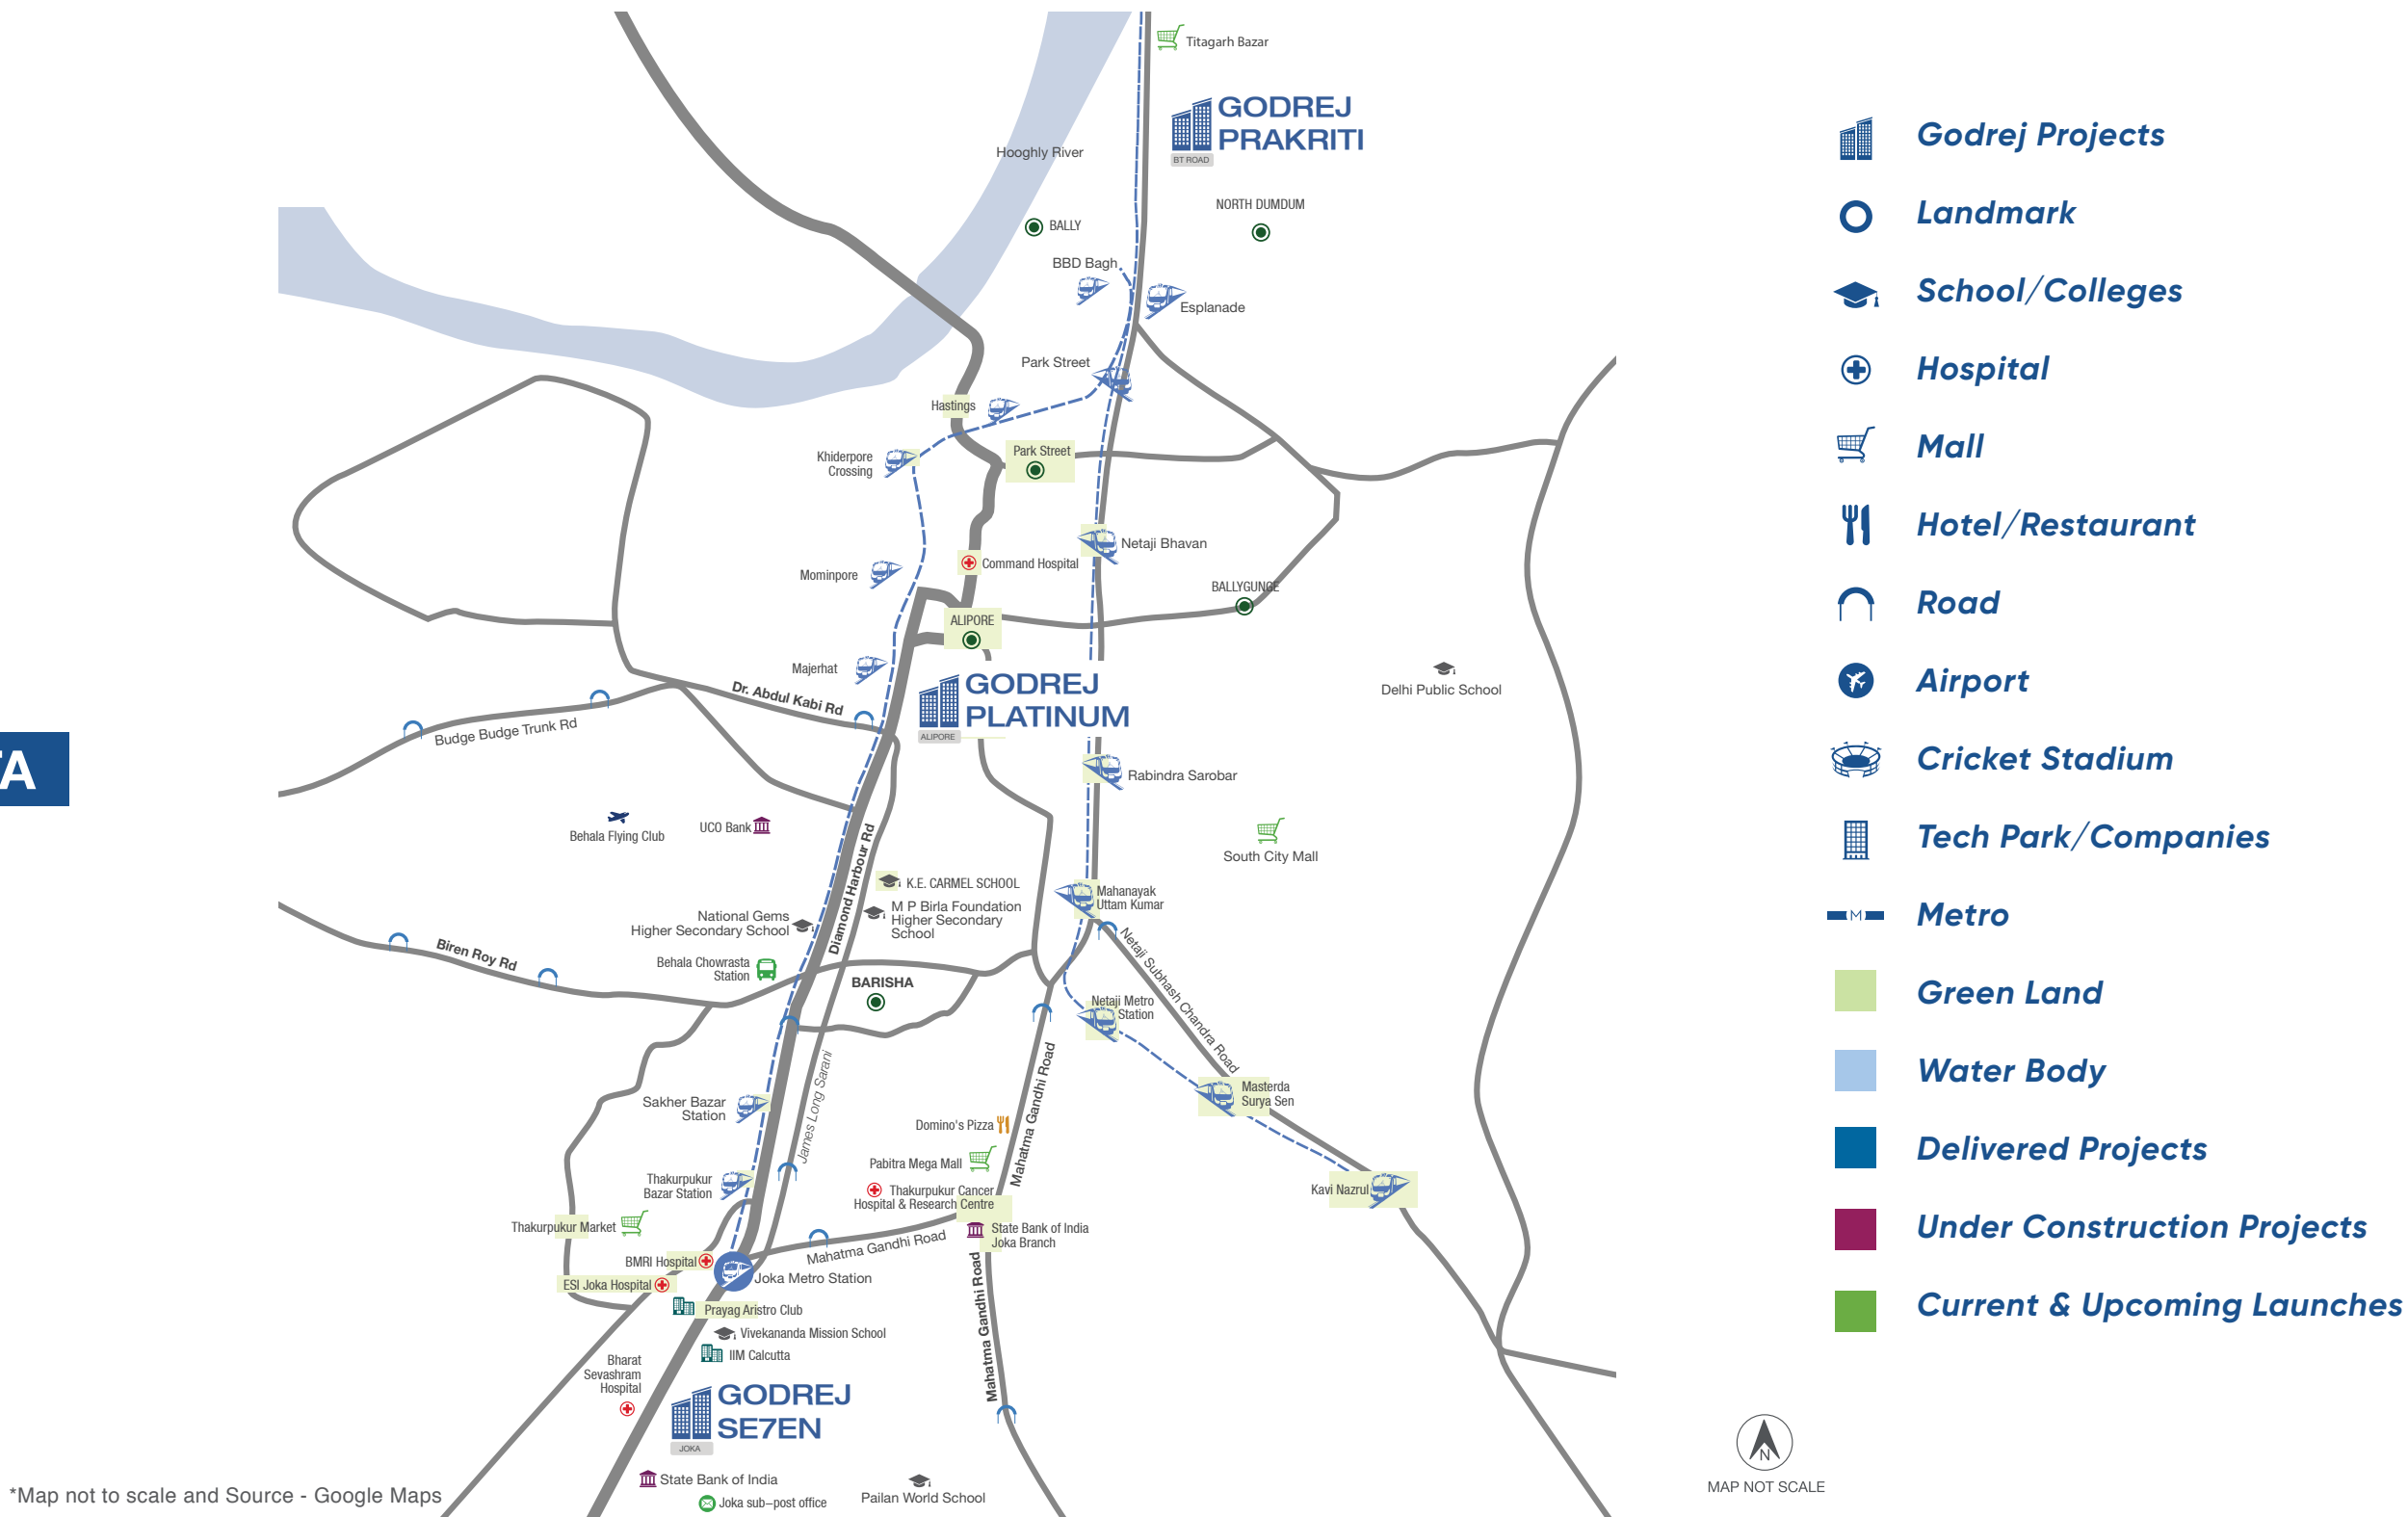 Titagarh Bazar
GODREJ
PRAKRITI
BT ROAD
Hooghly River
NORTH DUMDUM
BALLY
BBD Bagh
Esplanade
Park Street
Hastings
Khiderpore
Crossing
Park Street
Netaji Bhavan
Command Hospital
Mominpore
BALLYGUNGE
ALIPORE
Majerhat
Delhi Public School
Dr. Abdul Kabi Rd
GODREJ
PLATINUM
ALIPORE
Budge Budge Trunk Rd
Rabindra Sarobar
TA
Behala Flying Club
UCO Bank
Diamond Harbour Rd
South City Mall
K.E. CARMEL SCHOOL
Mahanayak
Uttam Kumar
M P Birla Foundation
Higher Secondary
School
National Gems
Higher Secondary School
Biren Roy Rd
Netaji Subhash Chandra Road
Behala Chowrasta
Station
BARISHA
Netaji Metro
Station
Mahatma Gandhi Road
James Long Sarani
Masterda
Surya Sen
Sakher Bazar
Station
Domino's Pizza
Pabitra Mega Mall
Thakurpukur
Bazar Station
Thakurpukur Cancer
Hospital & Research Centre
Kavi Nazrul
Thakurpukur Market
State Bank of India
Joka Branch
Mahatma Gandhi Road
BMRI Hospital
ESI Joka Hospital
Joka Metro Station
Mahatma Gandhi Road
Prayag Aristro Club
Vivekananda Mission School
IIM Calcutta
Bharat
Sevashram
Hospital
GODREJ
SE7EN
JOKA
State Bank of India
Joka sub–post office
Pailan World School
*Map not to scale and Source - Google Maps
Godrej Projects
Landmark
School/Colleges
Hospital
Mall
Hotel/Restaurant
Road
Airport
Cricket Stadium
Tech Park/Companies
M
Metro
Green Land
Water Body
Delivered Projects
Under Construction Projects
Current & Upcoming Launches
N
MAP NOT SCALE